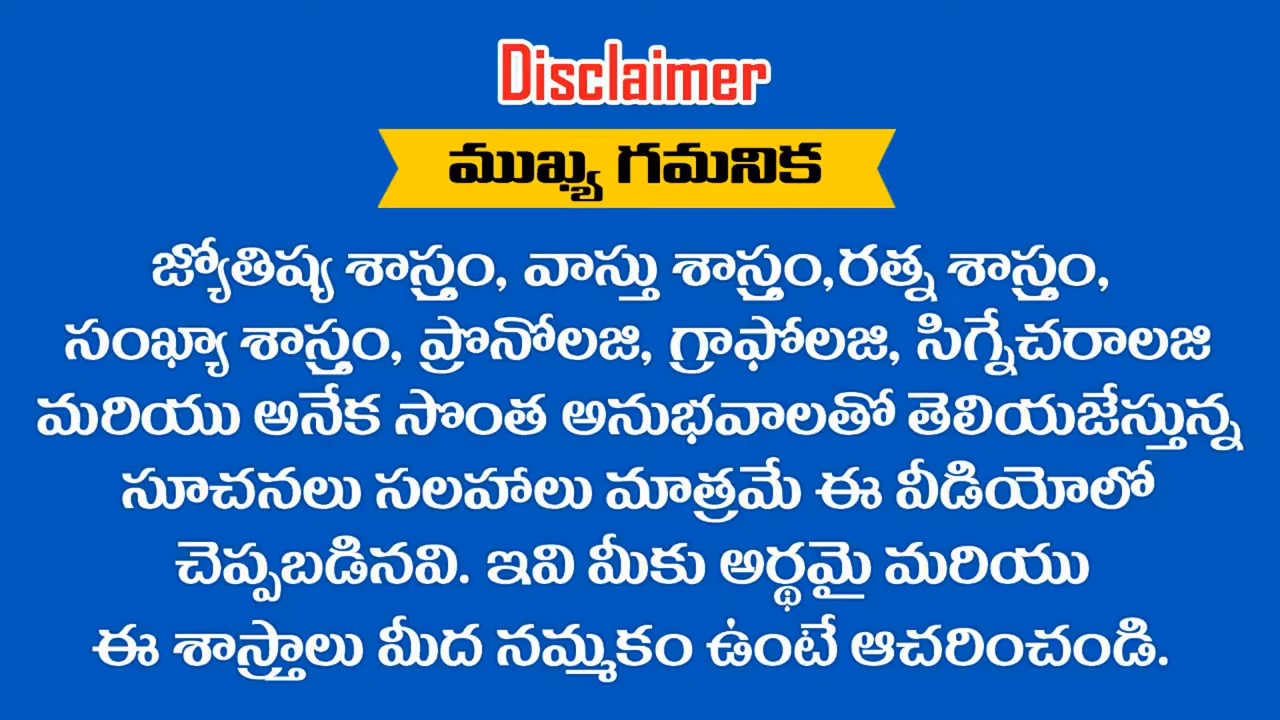 Disclaimer
ముఖ్య గమనిక
జ్యోతిష్య శాస్త్రం, వాస్తు శాస్త్రం,రత్న శాస్త్రం,
సంఖ్యా శాస్త్రం, ప్రొనోలజి, గ్రాఫోలజి, సిగ్నేచరాలజి
మరియు అనేక సొంత అనుభవాలతో తెలియజేస్తున్న
సూచనలు సలహాలు మాత్రమే ఈ వీడియోలో
చెప్పబడినవి. ఇవి మీకు అర్థమై మరియు
ఈ శాస్త్రాలు మీద నమ్మకం ఉంటే ఆచరించండి.